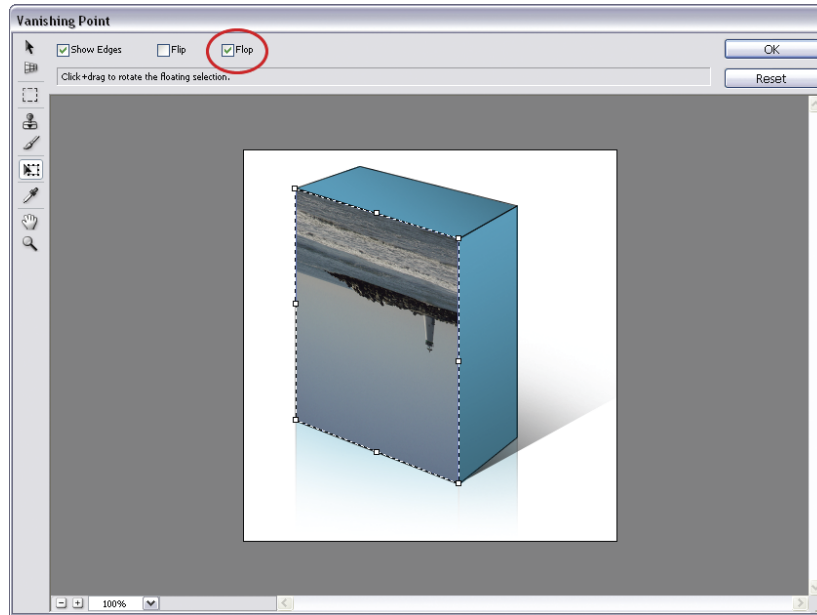 Vanishing Point
Show Edges Flip Flop OK
Click+drag to rotate the floating selection. Reset
100%